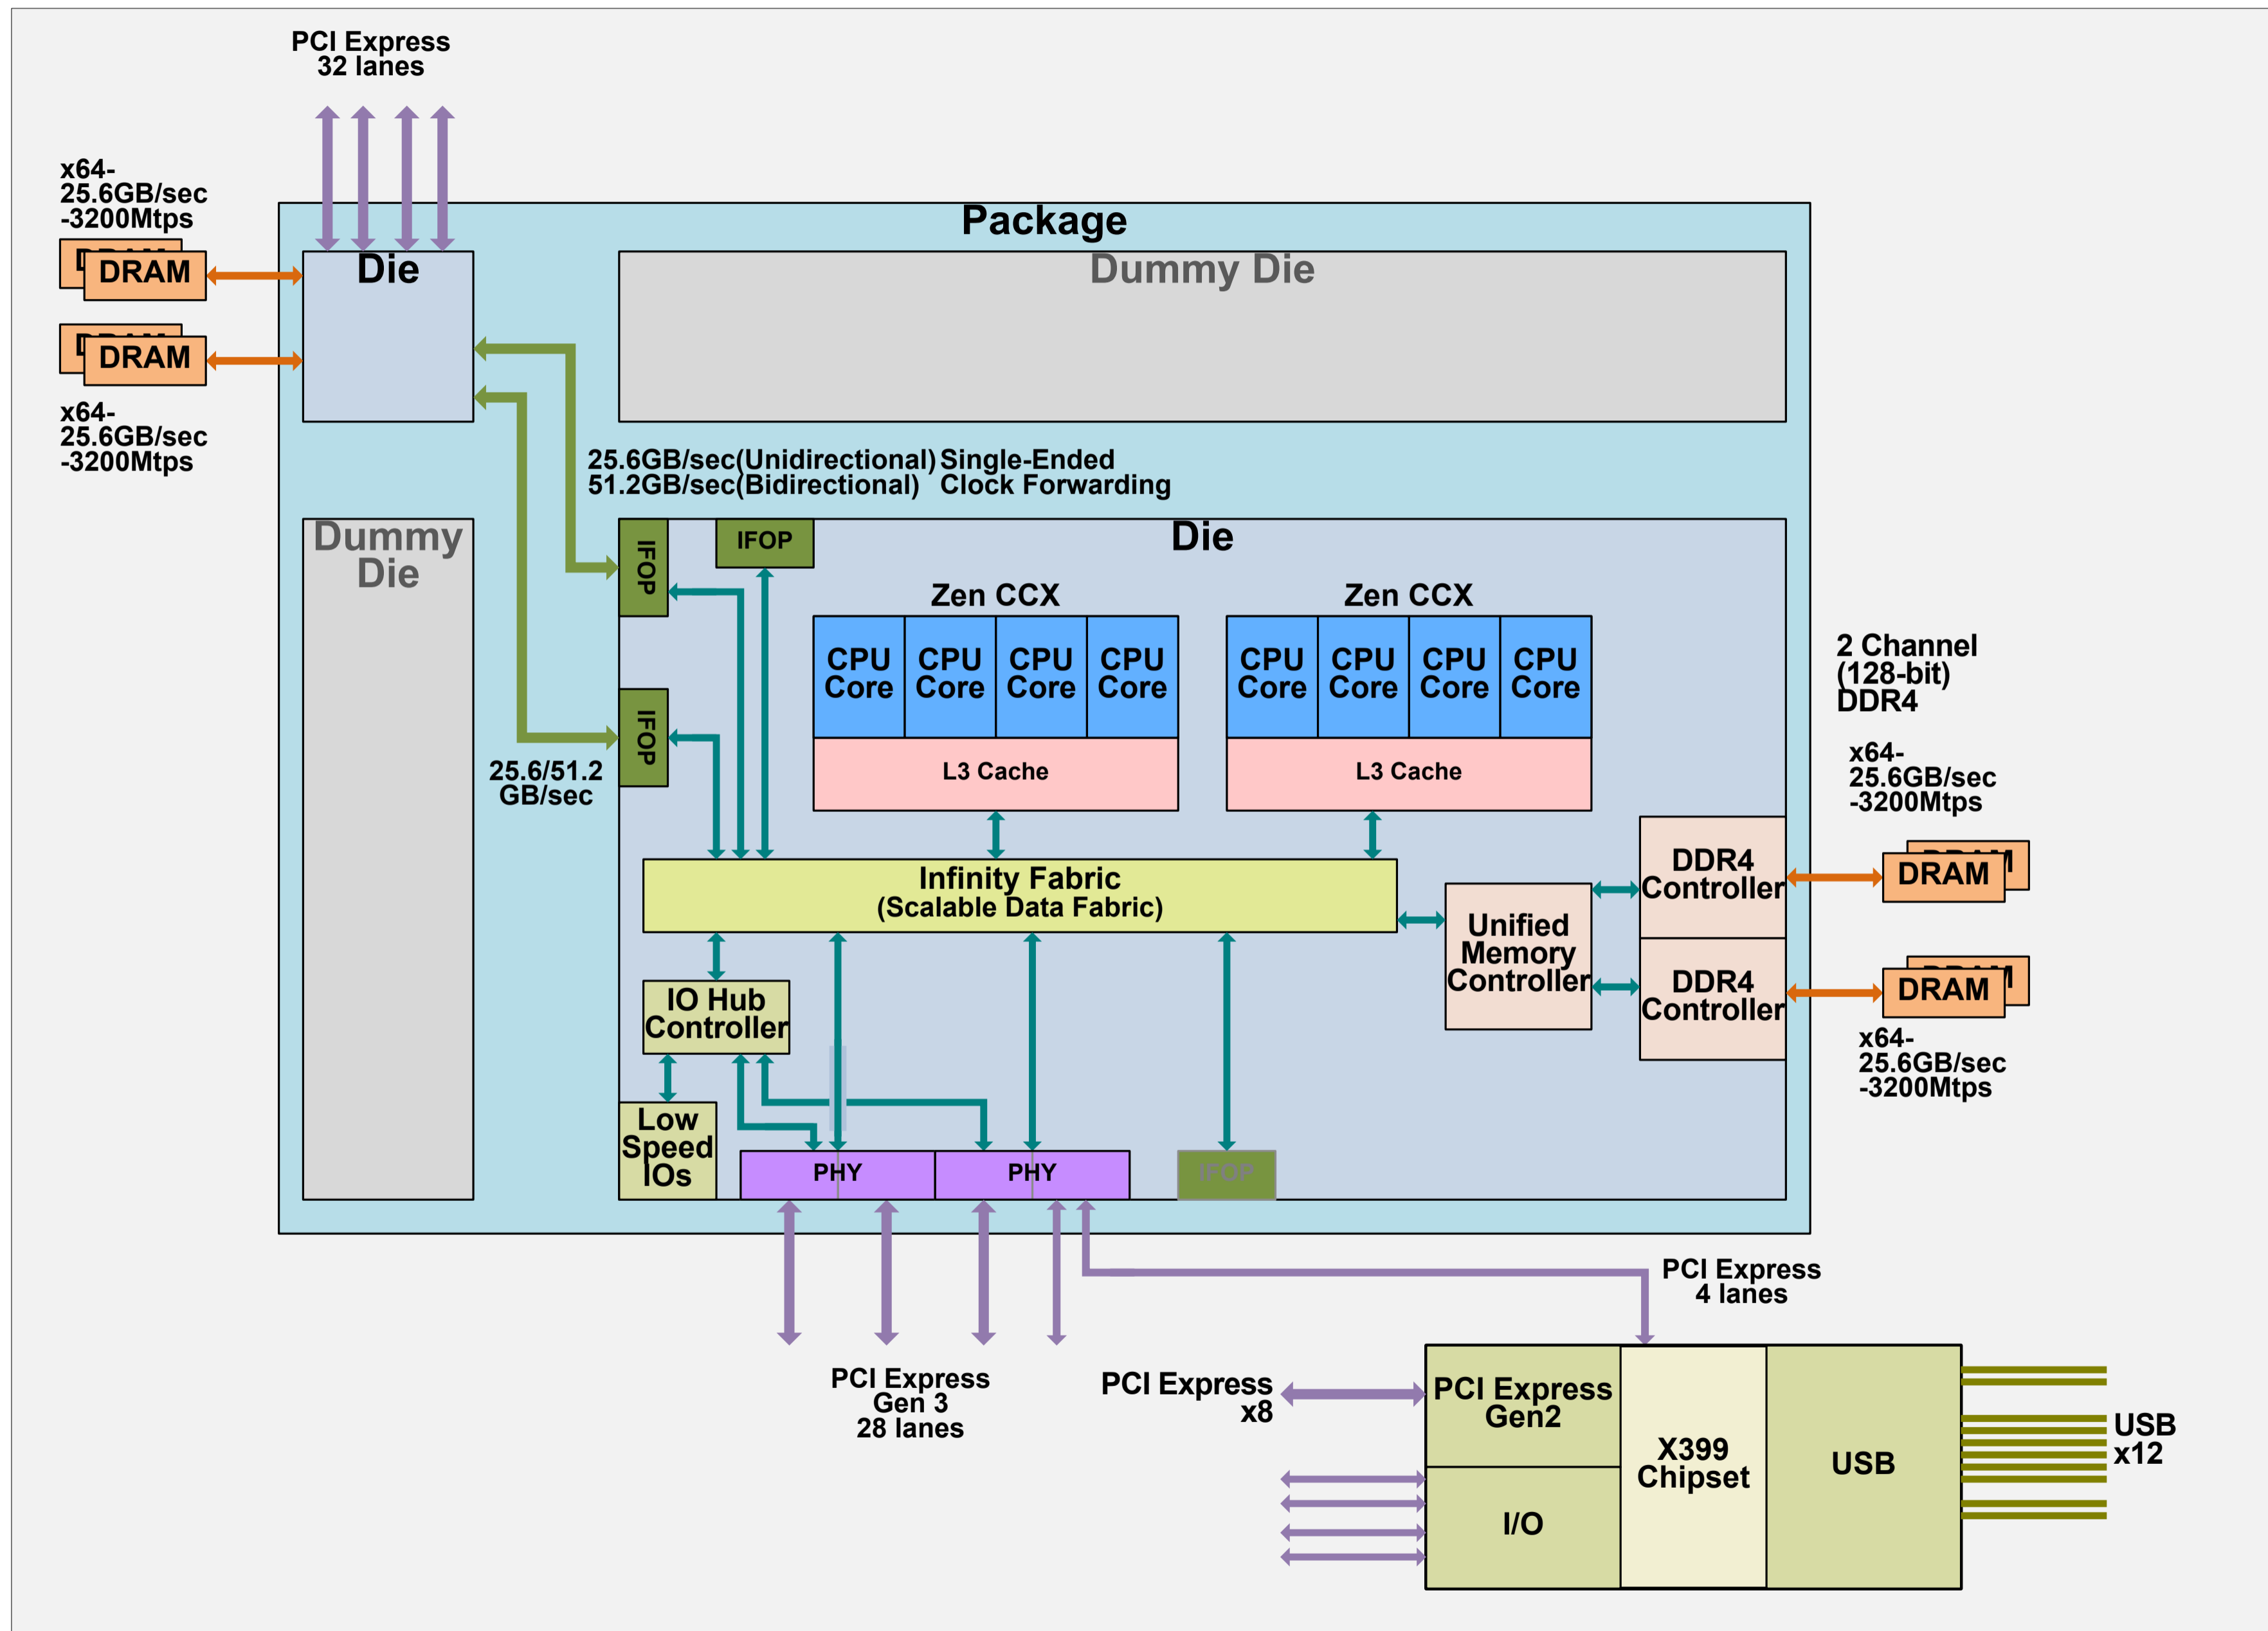 PCI Express
32 lanes
x64-
25.6GB/sec
-3200Mtps
DRAM
DRAM
x64-
25.6GB/sec
-3200Mtps
Package
Die
Dummy Die
25.6GB/sec(Unidirectional) Single-Ended
51.2GB/sec(Bidirectional) Clock Forwarding
Dummy
Die
25.6/51.2
GB/sec
Die
IFOP
IFOP
IFOP
Zen CCX
CPU
Core
CPU
Core
CPU
Core
CPU
Core
L3 Cache
Zen CCX
CPU
Core
CPU
Core
CPU
Core
CPU
Core
L3 Cache
Infinity Fabric
(Scalable Data Fabric)
Unified
Memory
Controller
DDR4
Controller
DDR4
Controller
IO Hub
Controller
Low
Speed
IOs
PHY
PHY
IFOP
2 Channel
(128-bit)
DDR4
x64-
25.6GB/sec
-3200Mtps
DRAM
DRAM
x64-
25.6GB/sec
-3200Mtps
PCI Express
4 lanes
PCI Express
Gen 3
28 lanes
PCI Express
x8
PCI Express
Gen2
I/O
X399
Chipset
USB
USB
x12